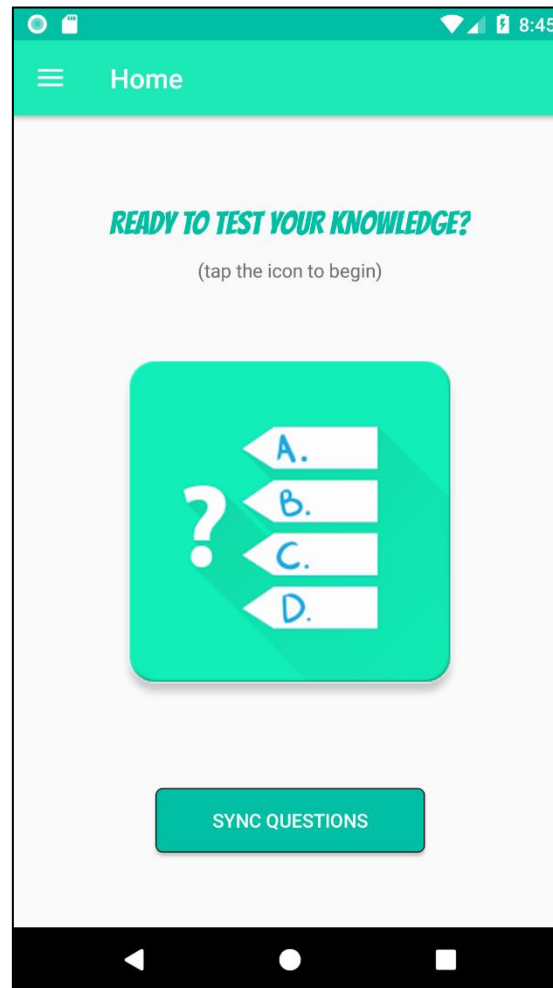 8:45
Home
READY TO TEST YOUR KNOWLEDGE?
(tap the icon to begin)
?
A.
B.
C.
D.
SYNC QUESTIONS